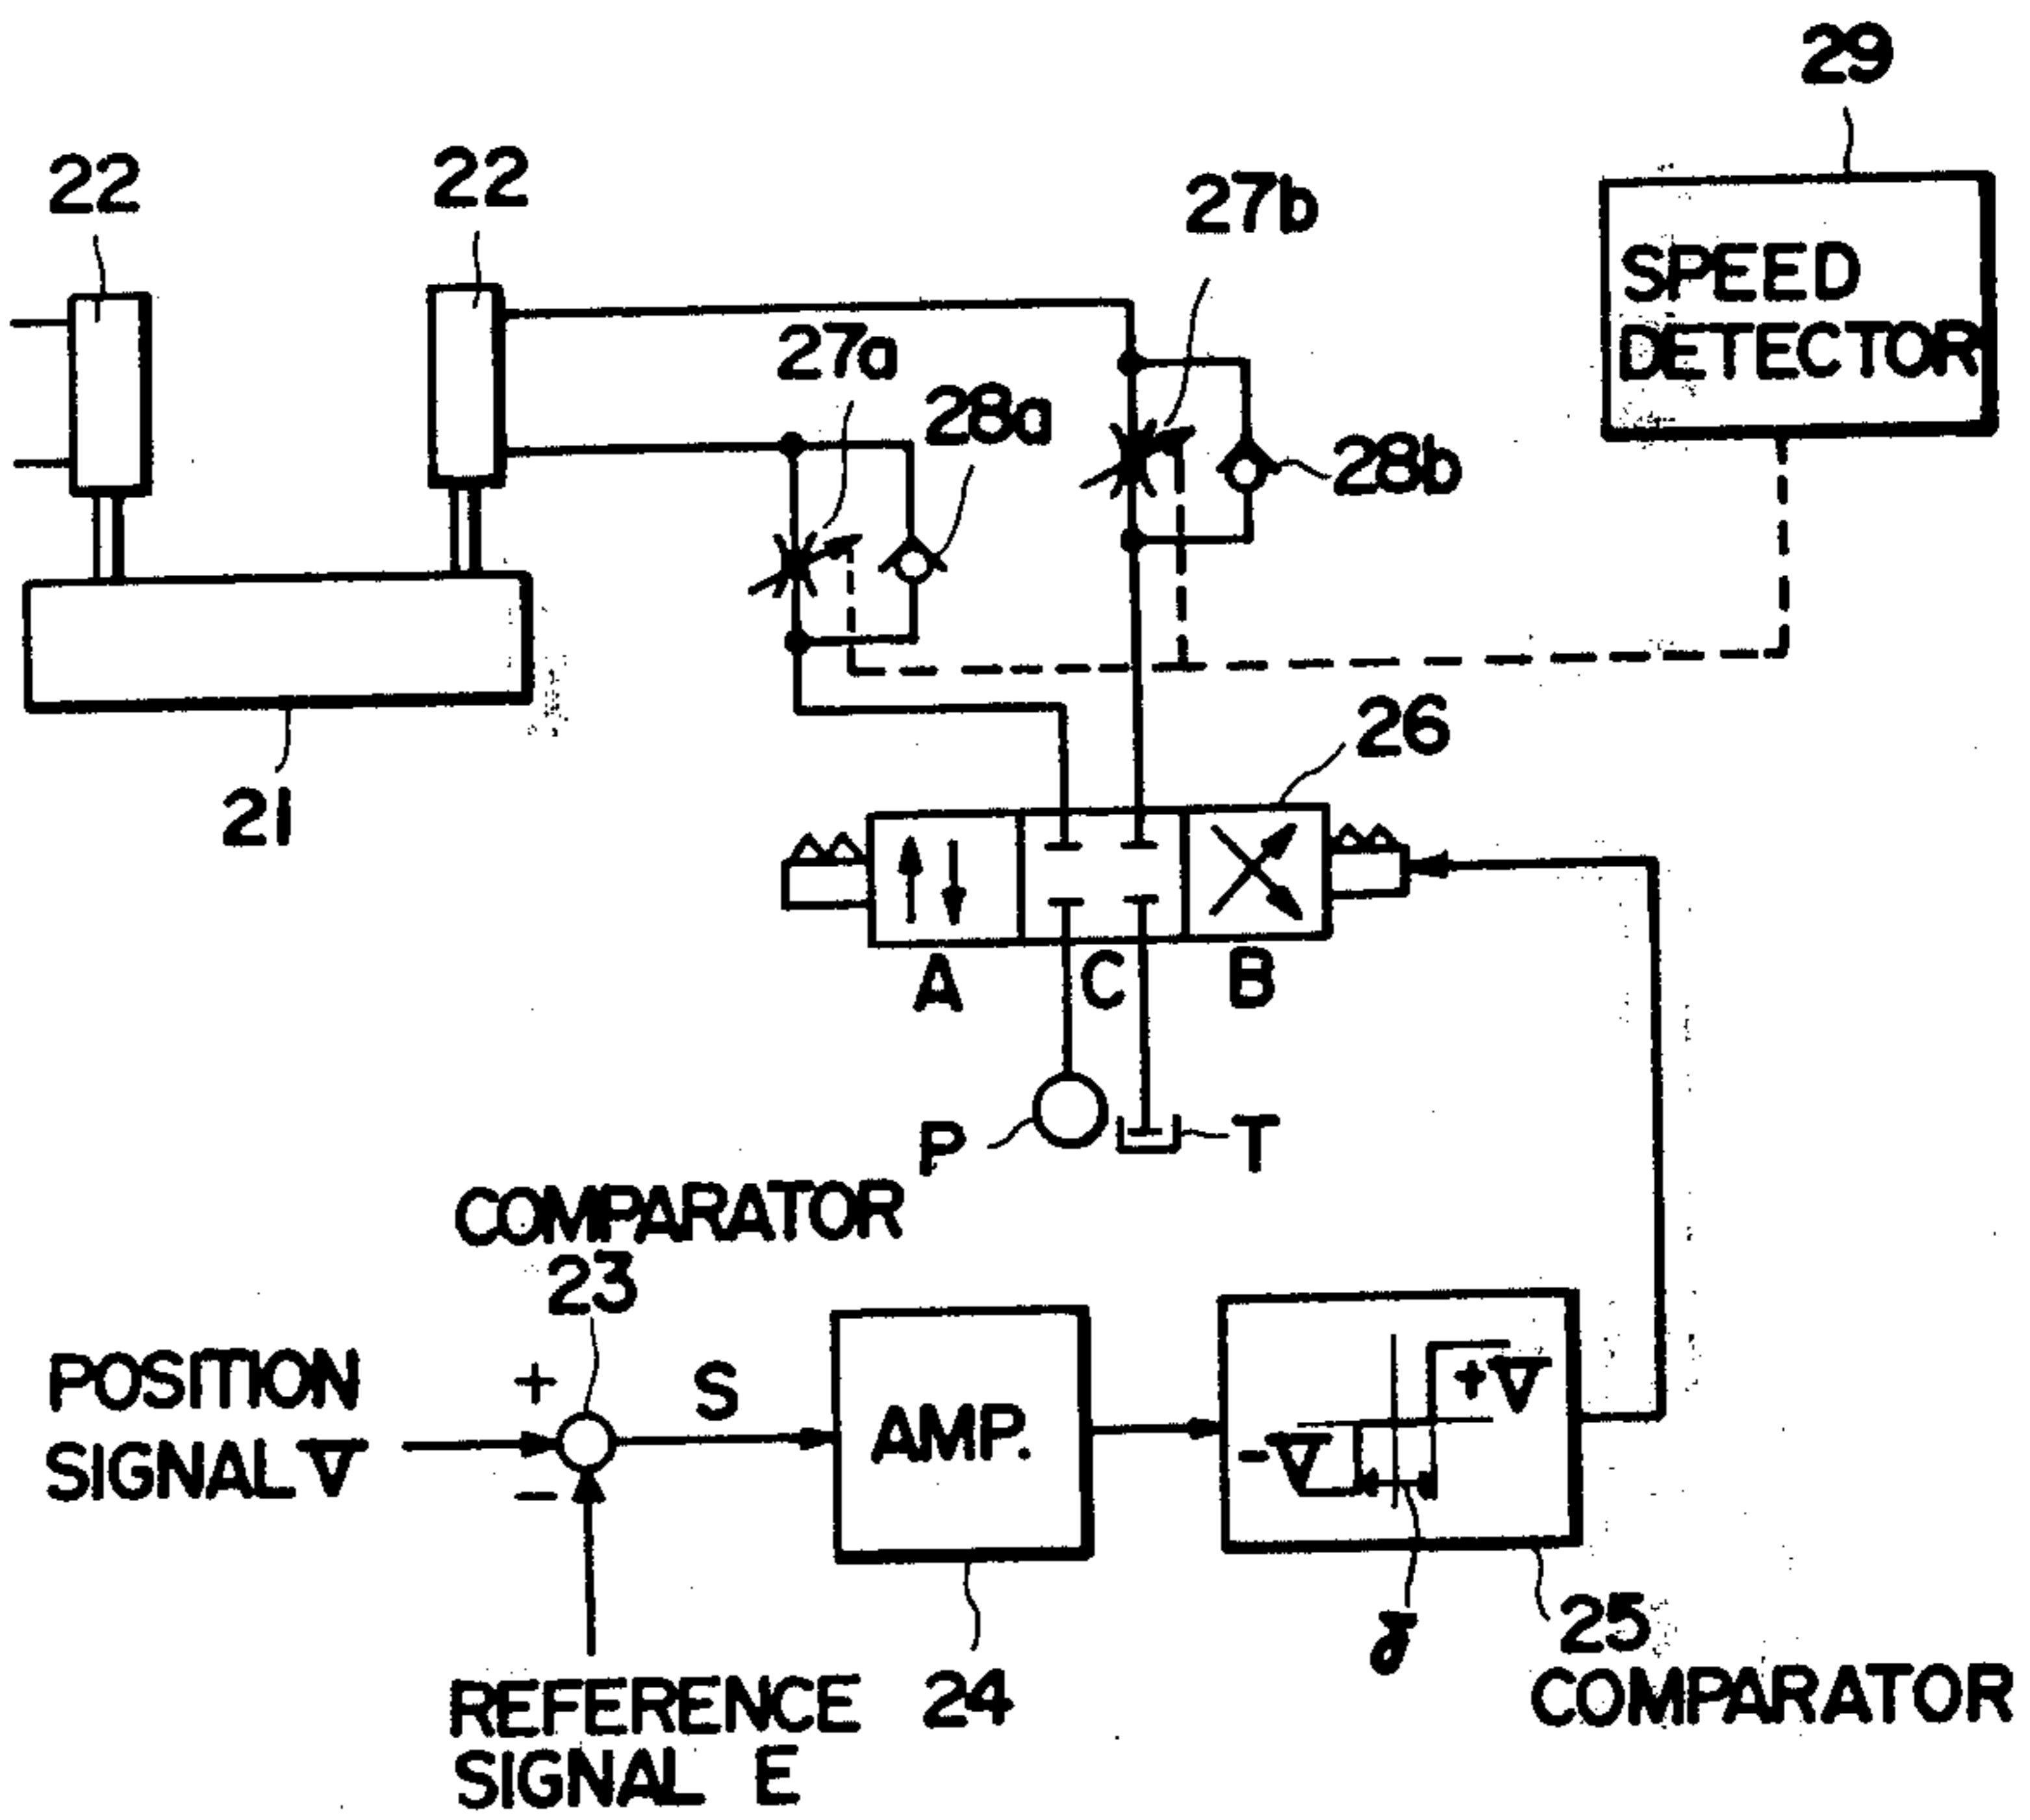 29
22
22
27b
SPEED
DETECTOR
27a
28a
28b
26
21
A
C
B
P
T
COMPARATOR
23
POSITION
SIGNAL V
+
−
S
AMP.
+V
-V
REFERENCE
SIGNAL E
24
25
COMPARATOR